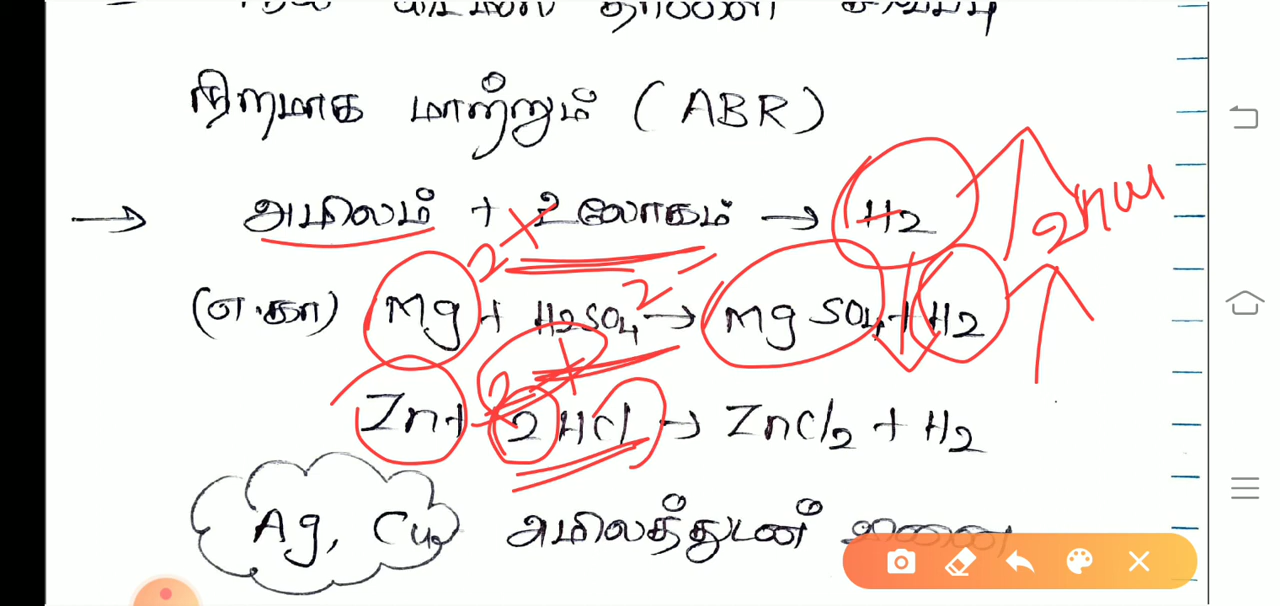 நிறமாக மாற்றும் (ABR)
→ அமிலம் + உலோகம் → H2 வாயு
(எ.கா) Mg + H2SO4 → MgSO4 + H2
Zn + 2HCl → ZnCl2 + H2
Ag, Cu அமிலத்துடன்